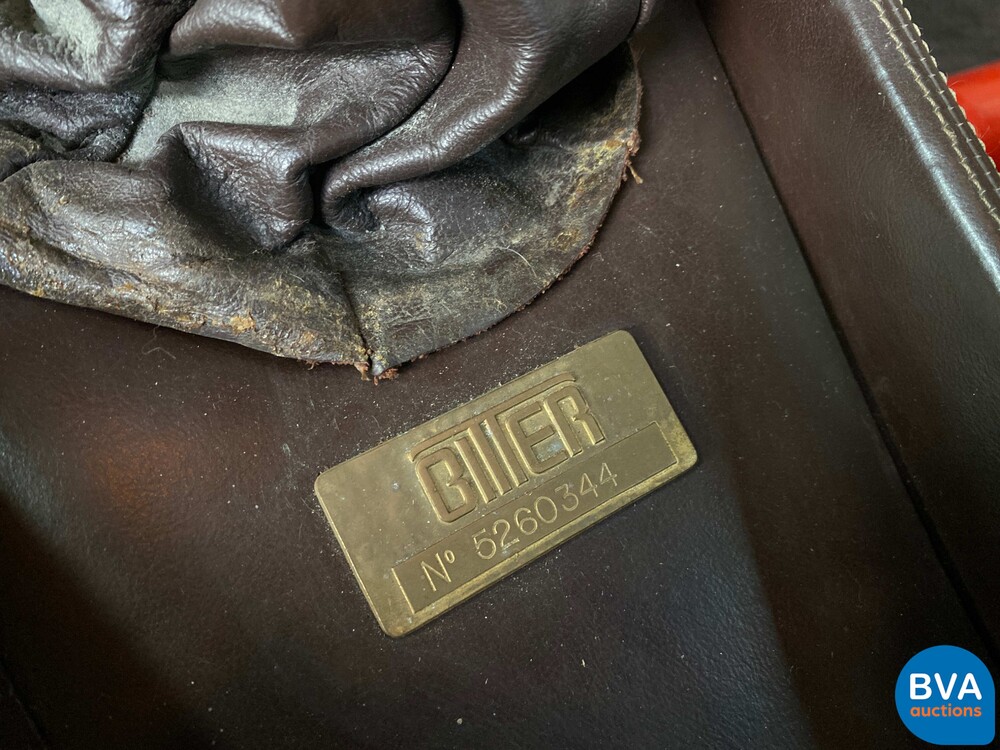 BITTER
Nº 5260344
BVA
auctions